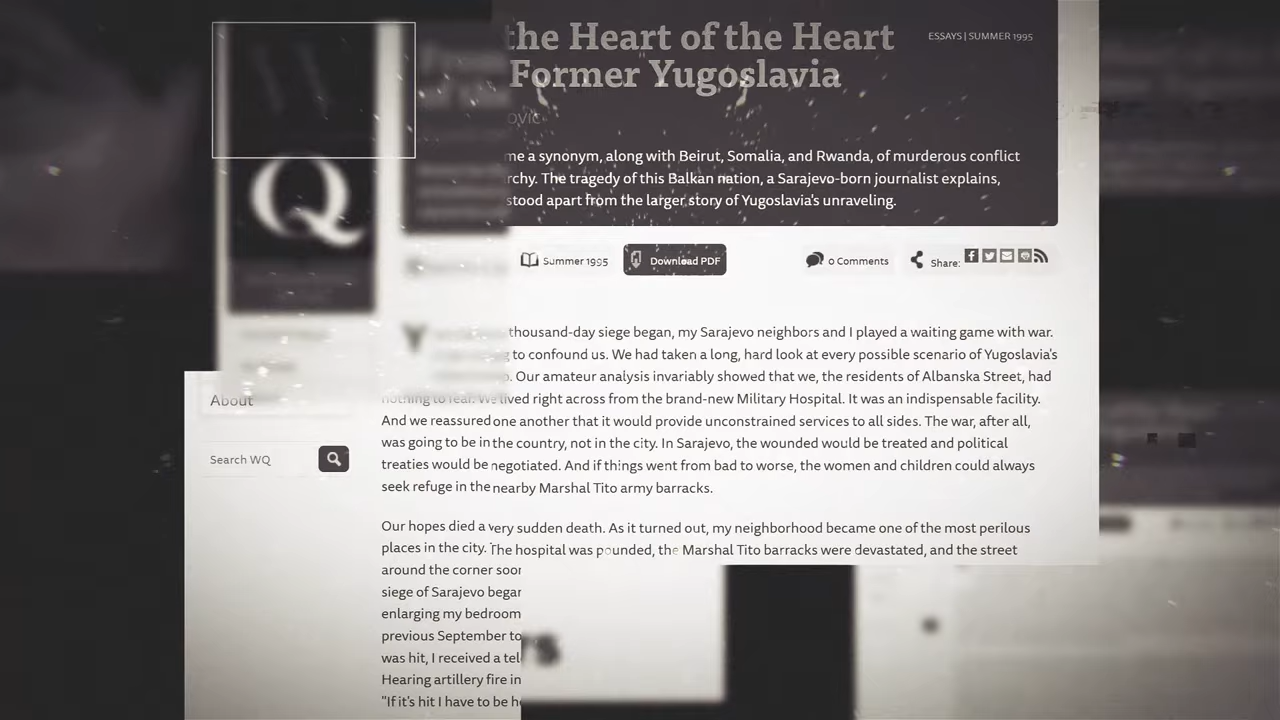 the Heart of the Heart
ESSAYS | SUMMER 1995
Former Yugoslavia
OVIC
me a synonym, along with Beirut, Somalia, and Rwanda, of murderous conflict
rchy. The tragedy of this Balkan nation, a Sarajevo-born journalist explains,
stood apart from the larger story of Yugoslavia's unraveling.
Q
Summer 1995
Download PDF
0 Comments
Share:
thousand-day siege began, my Sarajevo neighbors and I played a waiting game with war.
to confound us. We had taken a long, hard look at every possible scenario of Yugoslavia's
Our amateur analysis invariably showed that we, the residents of Albanska Street, had
About
nothing to fear. We lived right across from the brand-new Military Hospital. It was an indispensable facility.
And we reassured one another that it would provide unconstrained services to all sides. The war, after all,
was going to be in the country, not in the city. In Sarajevo, the wounded would be treated and political
Search WQ
treaties would be negotiated. And if things went from bad to worse, the women and children could always
seek refuge in the nearby Marshal Tito army barracks.
Our hopes died a very sudden death. As it turned out, my neighborhood became one of the most perilous
places in the city. The hospital was pounded, the Marshal Tito barracks were devastated, and the street
around the corner soon
siege of Sarajevo began
enlarging my bedroom
previous September to
was hit, I received a tel
Hearing artillery fire in
"If it's hit I have to be he